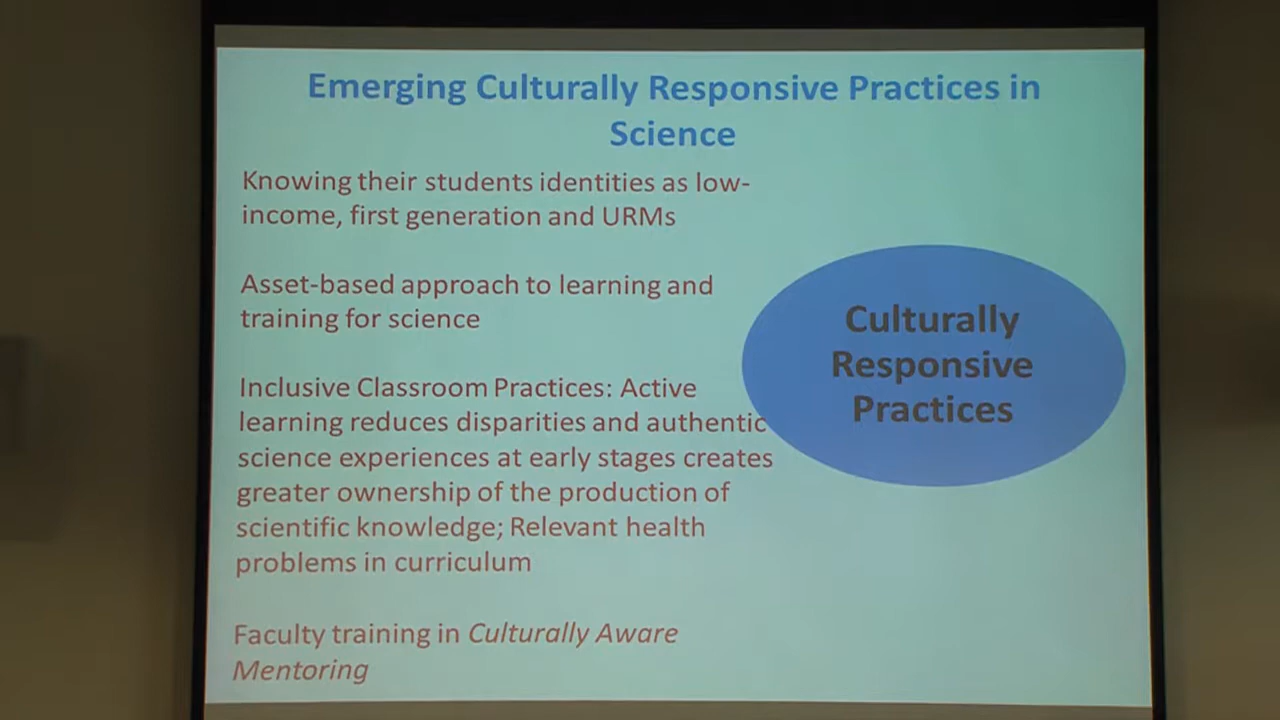 Emerging Culturally Responsive Practices in
Science
Knowing their students identities as low-
income, first generation and URMs
Asset-based approach to learning and
training for science
Inclusive Classroom Practices: Active
learning reduces disparities and authentic
science experiences at early stages creates
greater ownership of the production of
scientific knowledge; Relevant health
problems in curriculum
Faculty training in Culturally Aware
Mentoring
Culturally
Responsive
Practices